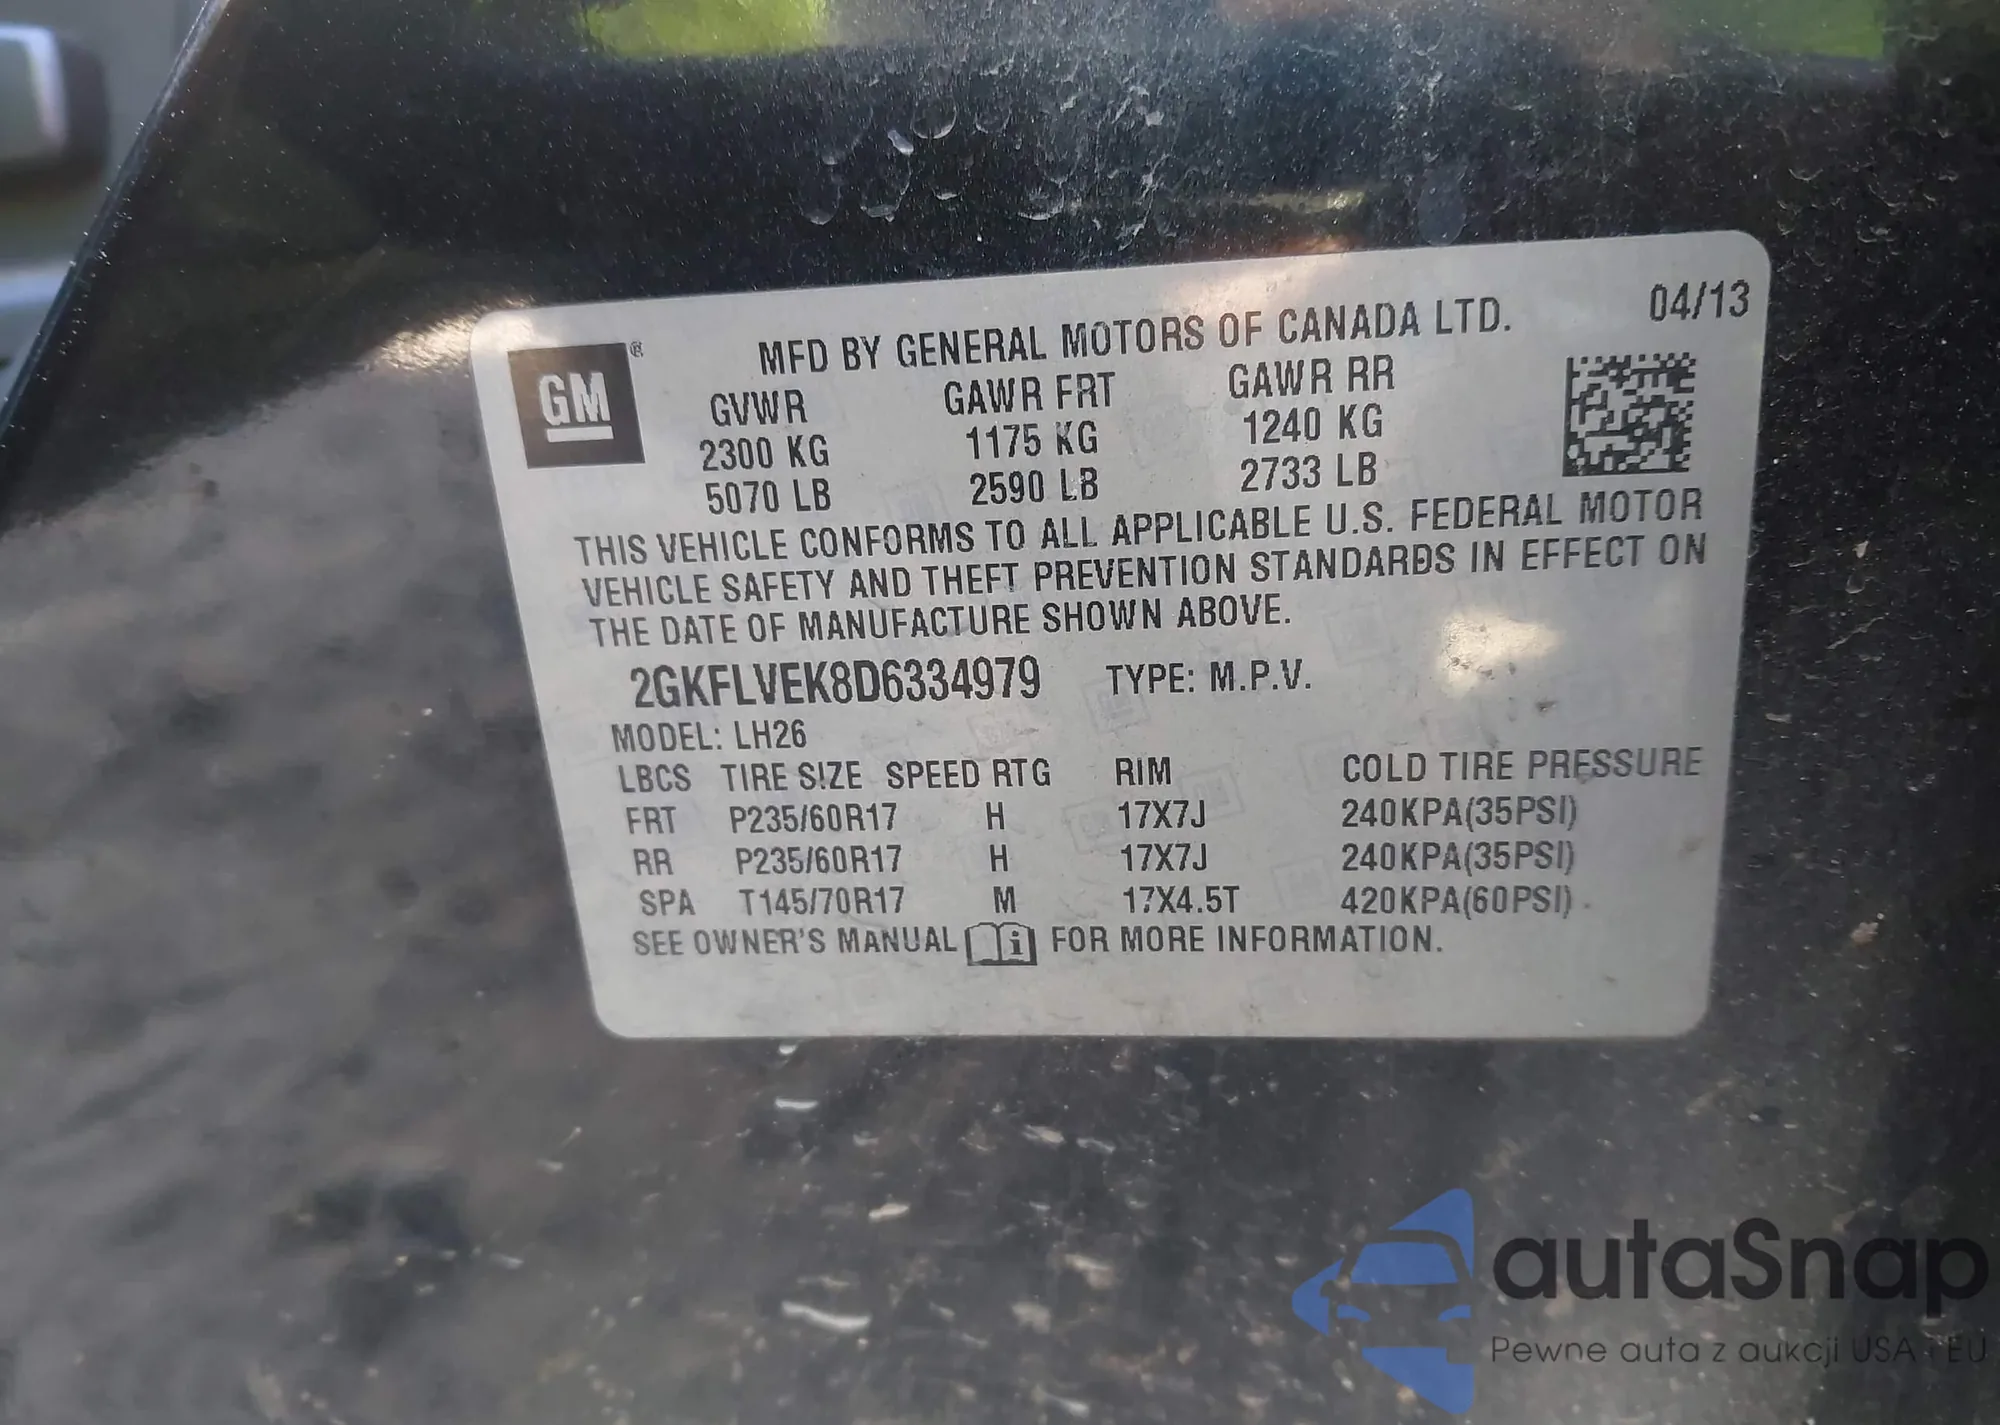 MFD BY GENERAL MOTORS OF CANADA LTD. 04/13
GM ®
GVWR GAWR FRT GAWR RR
2300 KG 1175 KG 1240 KG
5070 LB 2590 LB 2733 LB
THIS VEHICLE CONFORMS TO ALL APPLICABLE U.S. FEDERAL MOTOR
VEHICLE SAFETY AND THEFT PREVENTION STANDARDS IN EFFECT ON
THE DATE OF MANUFACTURE SHOWN ABOVE.
2GKFLVEK8D6334979 TYPE: M.P.V.
MODEL: LH26
LBCS TIRE SIZE SPEED RTG RIM COLD TIRE PRESSURE
FRT P235/60R17 H 17X7J 240KPA(35PSI)
RR P235/60R17 H 17X7J 240KPA(35PSI)
SPA T145/70R17 M 17X4.5T 420KPA(60PSI)
SEE OWNER'S MANUAL i FOR MORE INFORMATION.
autaSnap
Pewne auta z aukcji USA i EU